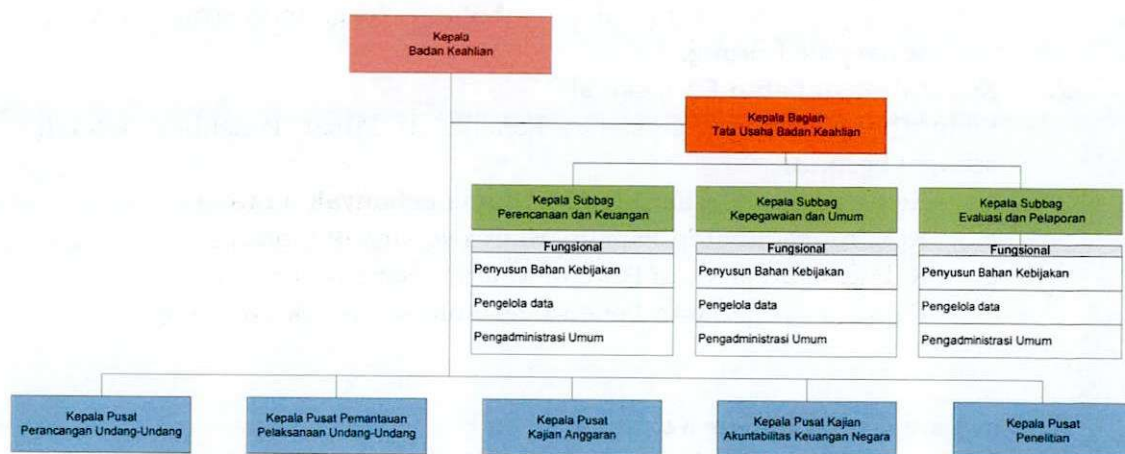 Kepala
Badan Keahlian
Kepala Bagian
Tata Usaha Badan Keahlian
Kepala Subbag
Perencanaan dan Keuangan
Kepala Subbag
Kepegawaian dan Umum
Kepala Subbag
Evaluasi dan Pelaporan
Fungsional
Penyusun Bahan Kebijakan
Pengelola data
Pengadministrasi Umum
Fungsional
Penyusun Bahan Kebijakan
Pengelola data
Pengadministrasi Umum
Fungsional
Penyusun Bahan Kebijakan
Pengelola data
Pengadministrasi Umum
Kepala Pusat
Perancangan Undang-Undang
Kepala Pusat Pemantauan
Pelaksanaan Undang-Undang
Kepala Pusat
Kajian Anggaran
Kepala Pusat Kajian
Akuntabilitas Keuangan Negara
Kepala Pusat
Penelitian